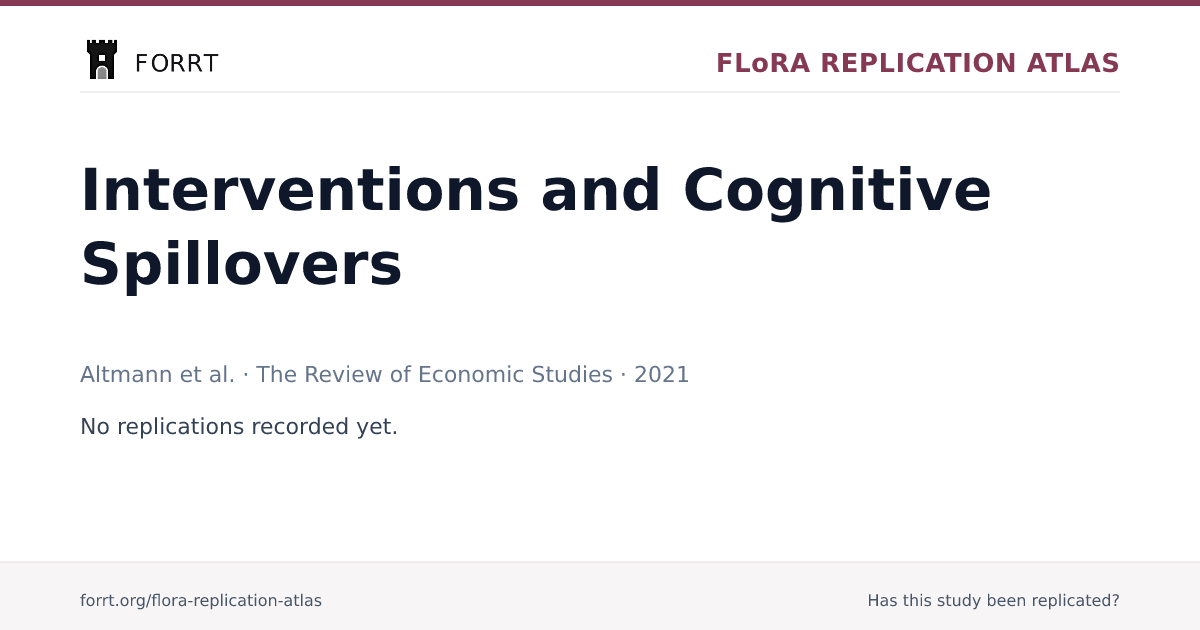 FORRT
FLoRA REPLICATION ATLAS
Interventions and Cognitive
Spillovers
Altmann et al. · The Review of Economic Studies · 2021
No replications recorded yet.
forrt.org/flora-replication-atlas
Has this study been replicated?